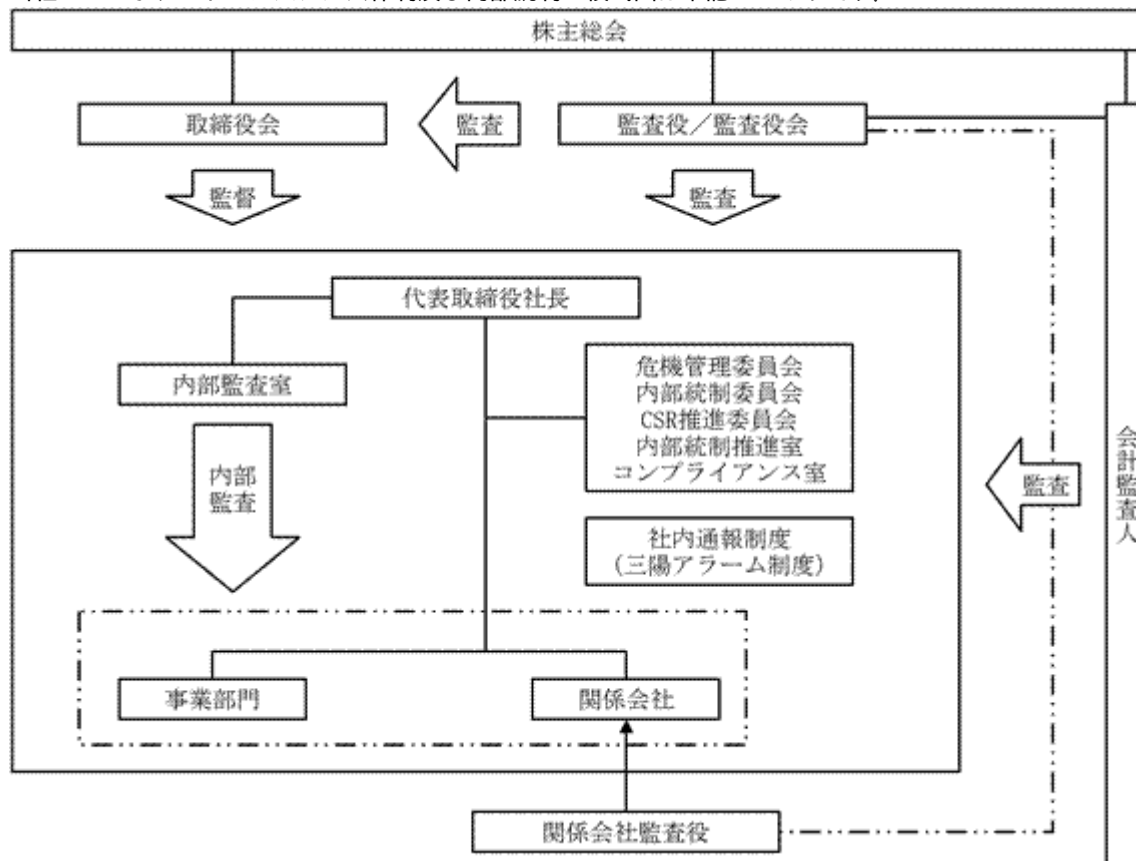 株主総会
取締役会
監査
監査役／監査役会
監督
監査
代表取締役社長
内部監査室
危機管理委員会
内部統制委員会
CSR推進委員会
内部統制推進室
コンプライアンス室
内部
監査
監査
会計監査人
社内通報制度
(三陽アラーム制度)
事業部門
関係会社
関係会社監査役